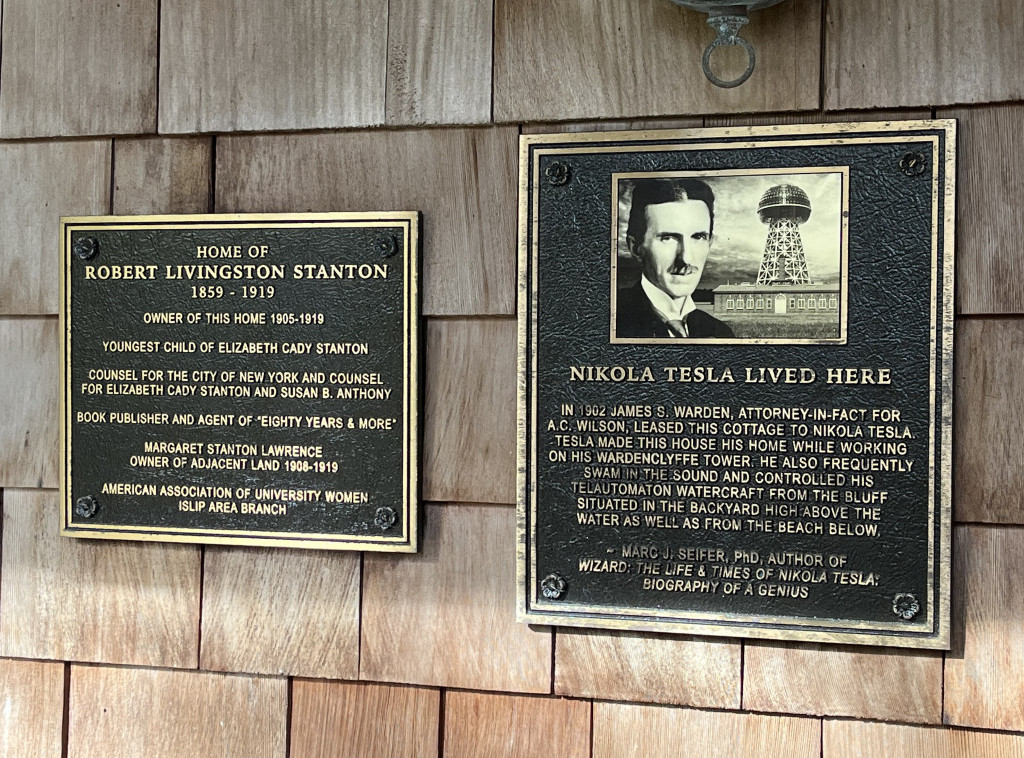 HOME OF
ROBERT LIVINGSTON STANTON
1859 - 1919
OWNER OF THIS HOME 1905-1919
YOUNGEST CHILD OF ELIZABETH CADY STANTON
COUNSEL FOR THE CITY OF NEW YORK AND COUNSEL
FOR ELIZABETH CADY STANTON AND SUSAN B. ANTHONY
BOOK PUBLISHER AND AGENT OF "EIGHTY YEARS & MORE"
MARGARET STANTON LAWRENCE
OWNER OF ADJACENT LAND 1908-1919
AMERICAN ASSOCIATION OF UNIVERSITY WOMEN
ISLIP AREA BRANCH
NIKOLA TESLA LIVED HERE
IN 1902 JAMES S. WARDEN, ATTORNEY-IN-FACT FOR
A.C. WILSON, LEASED THIS COTTAGE TO NIKOLA TESLA.
TESLA MADE THIS HOUSE HIS HOME WHILE WORKING
ON HIS WARDENCLYFFE TOWER. HE ALSO FREQUENTLY
SWAM IN THE SOUND AND CONTROLLED HIS
TELAUTOMATON WATERCRAFT FROM THE BLUFF
SITUATED IN THE BACKYARD HIGH ABOVE THE
WATER AS WELL AS FROM THE BEACH BELOW.
~ MARC J. SEIFER, PhD, AUTHOR OF
WIZARD: THE LIFE & TIMES OF NIKOLA TESLA:
BIOGRAPHY OF A GENIUS